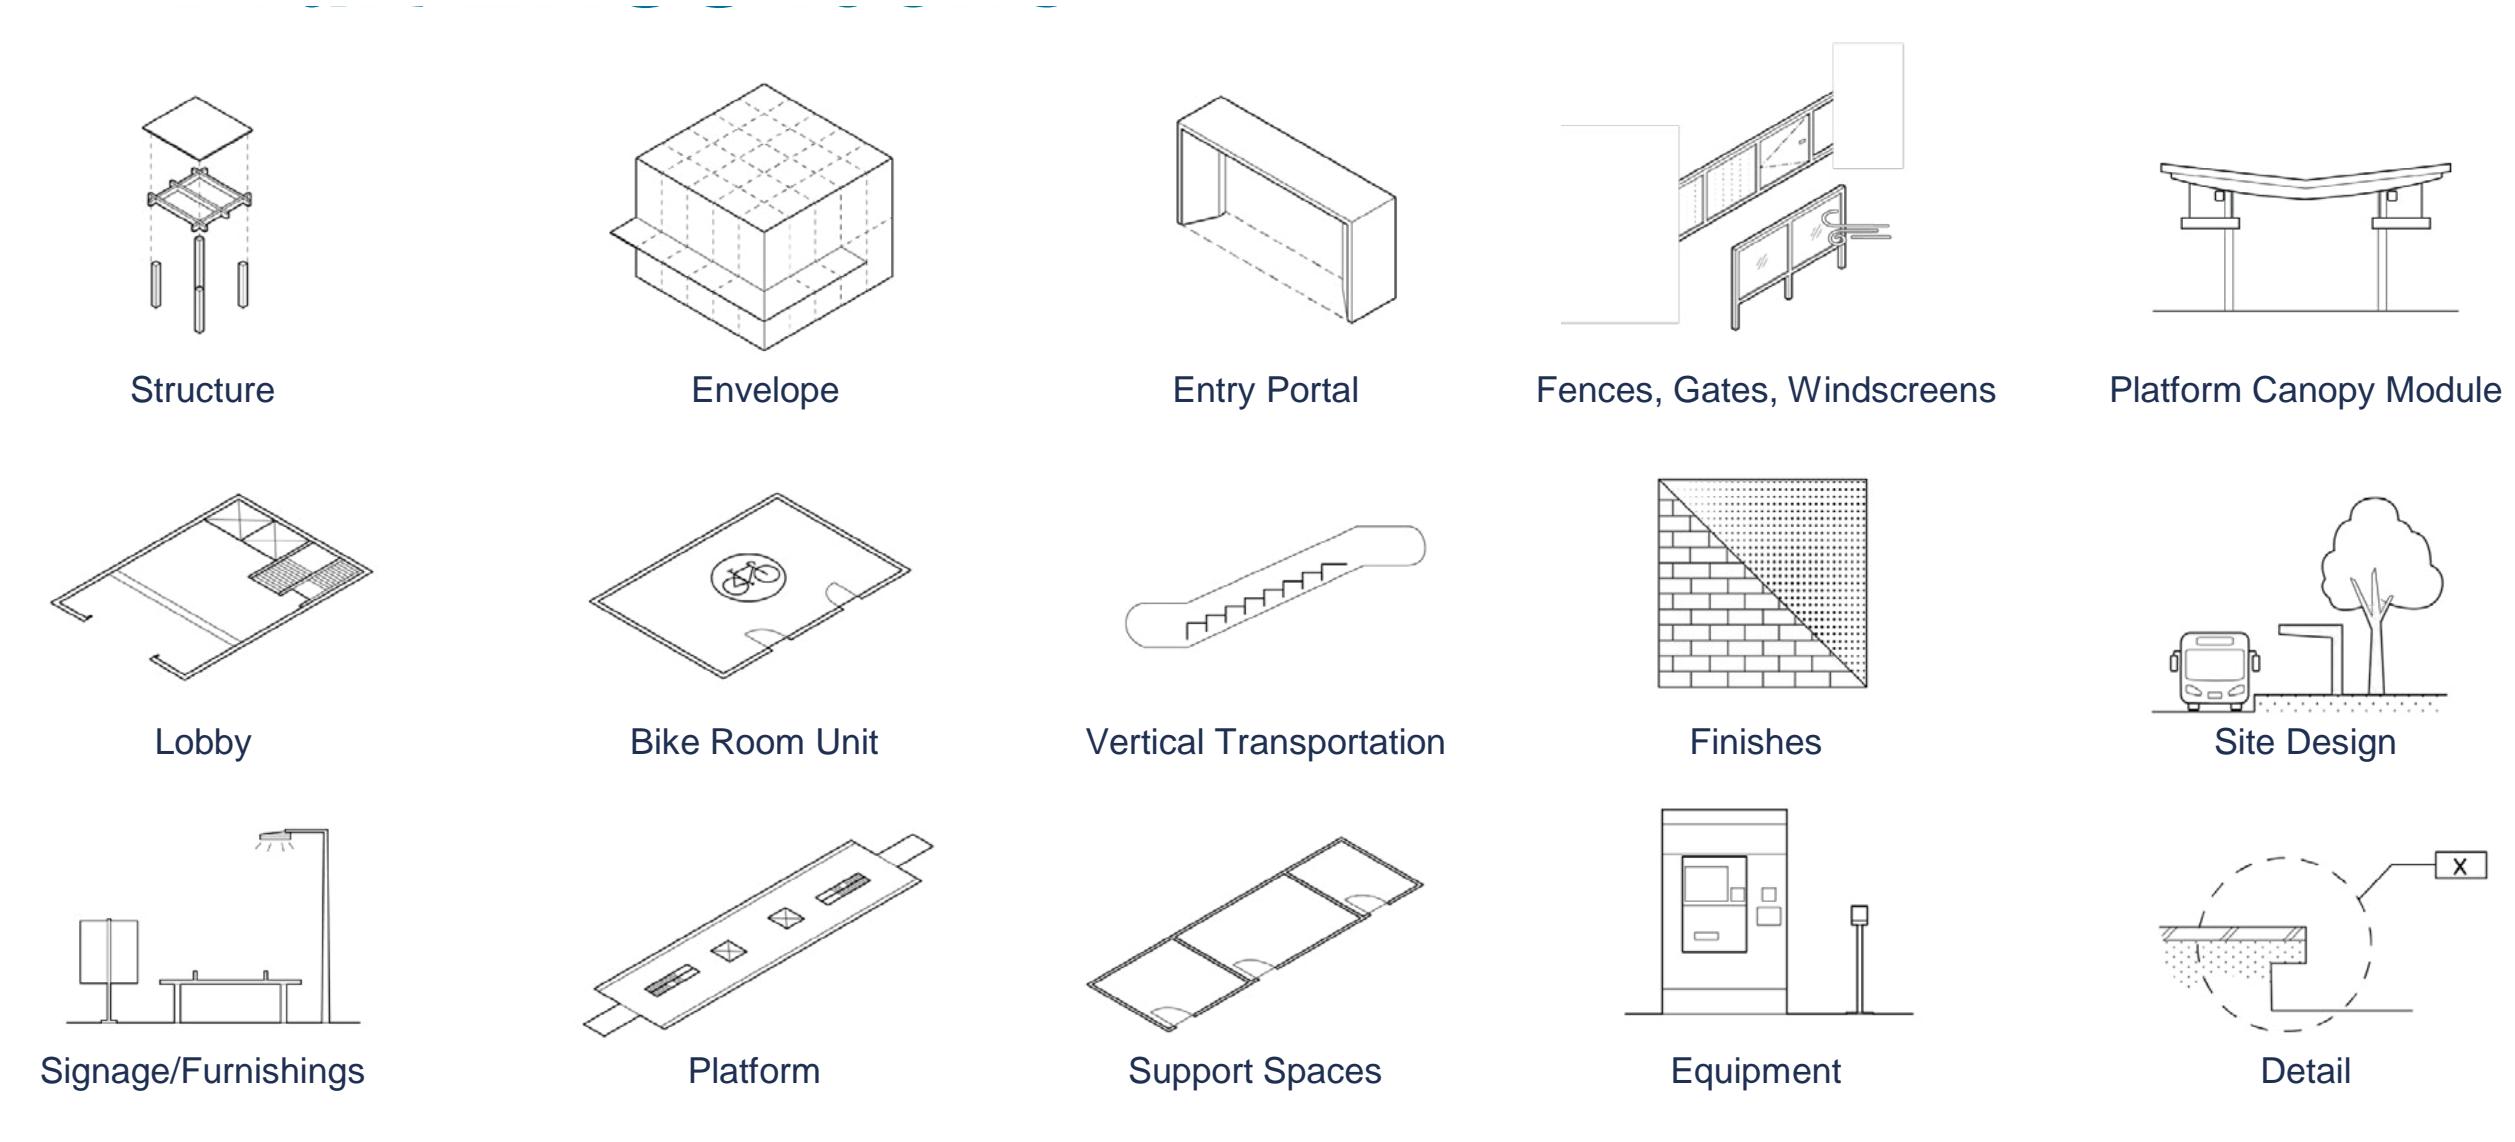 Structure
Envelope
Entry Portal
Fences, Gates, Windscreens
Platform Canopy Module
Lobby
Bike Room Unit
Vertical Transportation
Finishes
Site Design
X
Signage/Furnishings
Platform
Support Spaces
Equipment
Detail